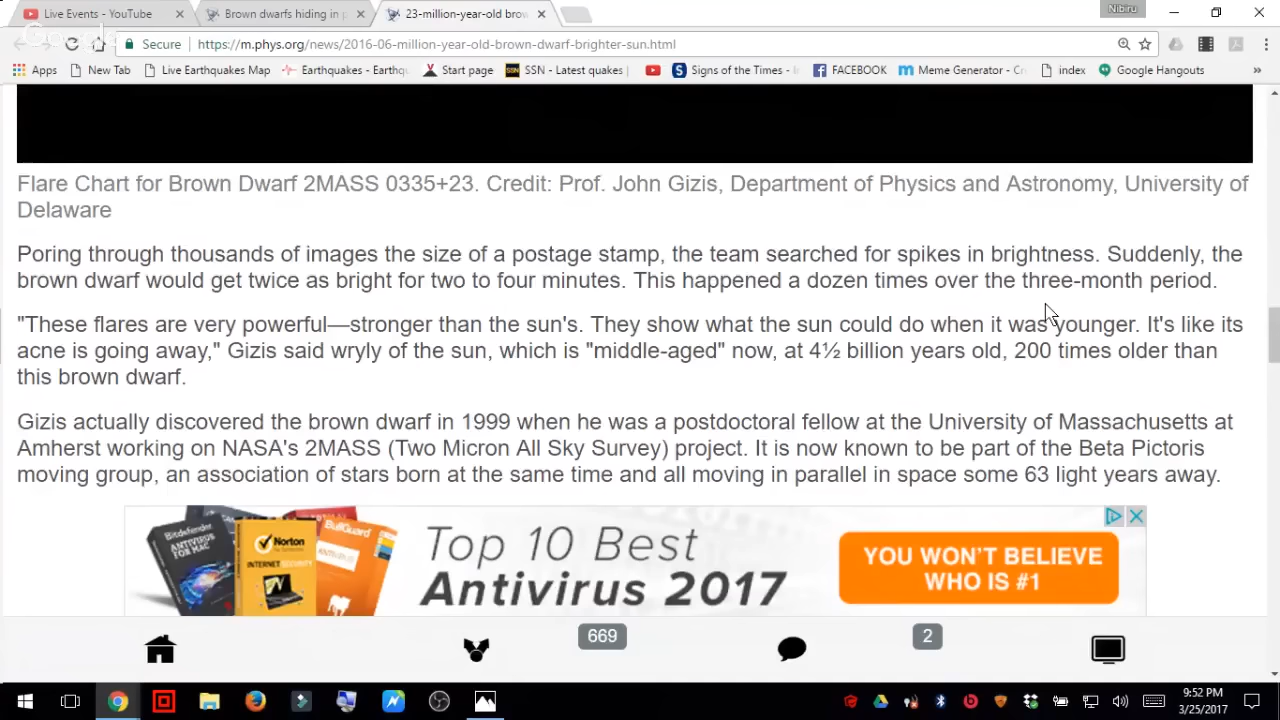 Live Events - YouTube
Brown dwarfs hiding in p
23-million-year-old brow
Nibiru
Secure
https://m.phys.org/news/2016-06-million-year-old-brown-dwarf-brighter-sun.html
Apps
New Tab
Live Earthquakes Map
Earthquakes - Earthqu
Start page
SSN - Latest quakes
Signs of the Times - I
FACEBOOK
Meme Generator - Cr
index
Google Hangouts
Flare Chart for Brown Dwarf 2MASS 0335+23. Credit: Prof. John Gizis, Department of Physics and Astronomy, University of
Delaware
Poring through thousands of images the size of a postage stamp, the team searched for spikes in brightness. Suddenly, the
brown dwarf would get twice as bright for two to four minutes. This happened a dozen times over the three-month period.
"These flares are very powerful—stronger than the sun's. They show what the sun could do when it was younger. It's like its
acne is going away," Gizis said wryly of the sun, which is "middle-aged" now, at 4½ billion years old, 200 times older than
this brown dwarf.
Gizis actually discovered the brown dwarf in 1999 when he was a postdoctoral fellow at the University of Massachusetts at
Amherst working on NASA's 2MASS (Two Micron All Sky Survey) project. It is now known to be part of the Beta Pictoris
moving group, an association of stars born at the same time and all moving in parallel in space some 63 light years away.
Bitdefender
ANTIVIRUS FOR MAC
Norton
INTERNET SECURITY
BullGuard
Top 10 Best
Antivirus 2017
YOU WON'T BELIEVE
WHO IS #1
669
2
9:52 PM
3/25/2017